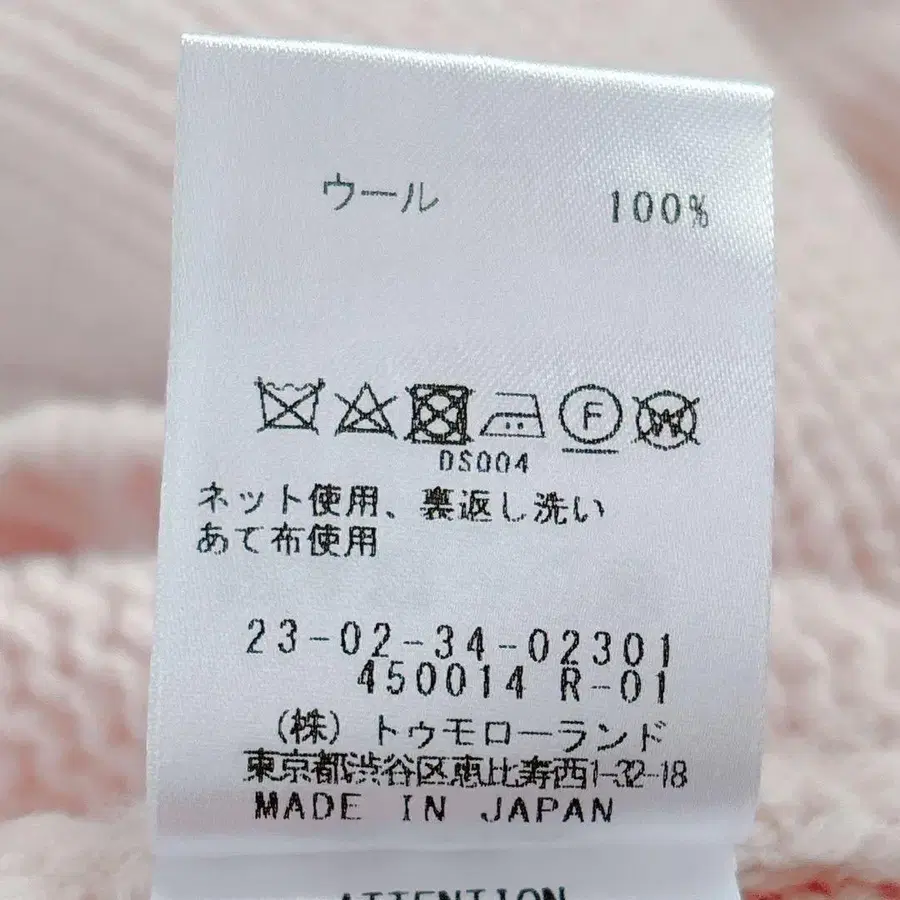 ウール 100%
F W
DS004
ネット使用、裏返し洗い
あて布使用
23-02-34-02301
450014 R-01
(株) トゥモローランド
東京都渋谷区恵比寿西1-32-18
MADE IN JAPAN
ATTENTION